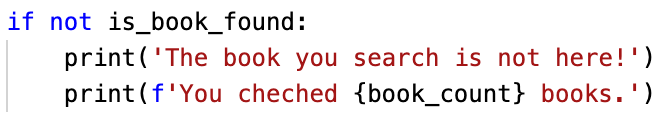 if not is_book_found:
    print('The book you search is not here!')
    print(f'You cheched {book_count} books.')